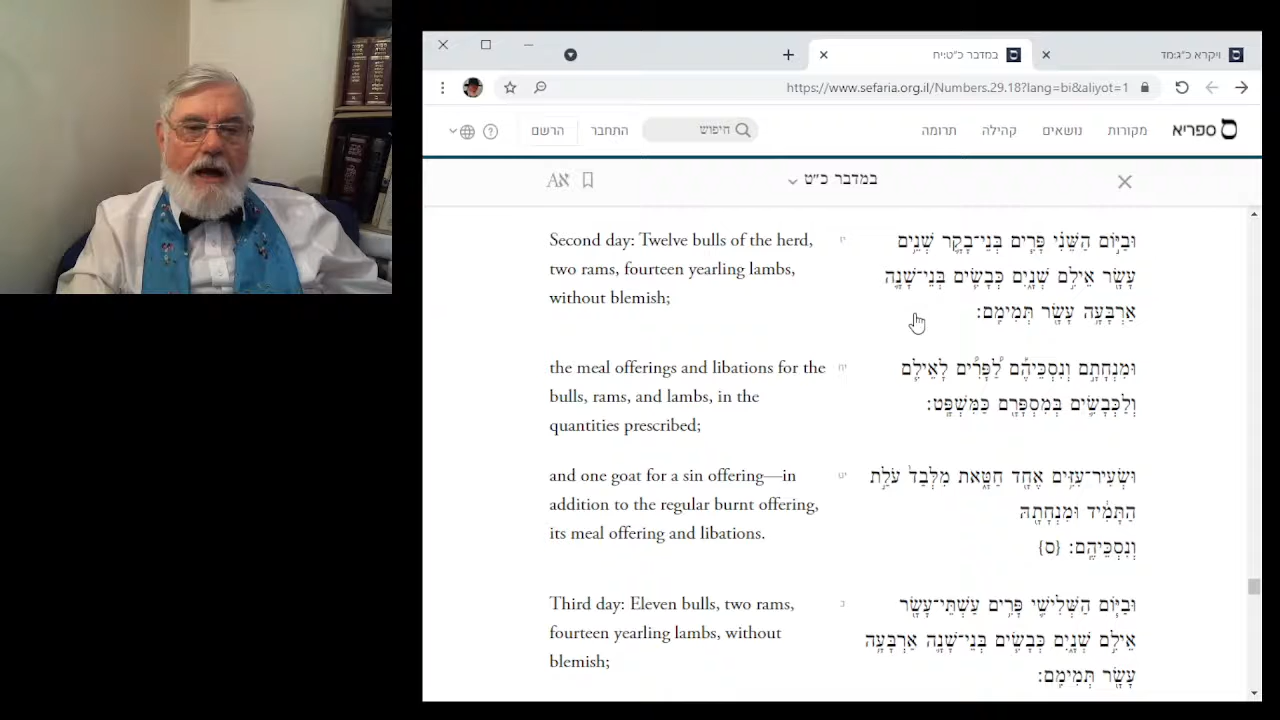 במדבר כ״ט:יח
ויקרא כ״ג:מ
https://www.sefaria.org.il/Numbers.29.18?lang=bi&aliyot=1
ספריא
מקורות
נושאים
קהילה
תרומה
חיפוש
התחבר
הרשם
במדבר כ״ט
וּבַיּ֣וֹם הַשֵּׁנִ֗י פָּרִ֧ים בְּנֵי־בָקָ֛ר שְׁנֵ֥ים
עָשָׂ֖ר אֵילִ֣ם שְׁנָ֑יִם כְּבָשִׂ֧ים בְּנֵי־שָׁנָ֛ה
אַרְבָּעָ֥ה עָשָׂ֖ר תְּמִימִֽם׃
יז
Second day: Twelve bulls of the herd,
two rams, fourteen yearling lambs,
without blemish;
וּמִנְחָתָ֣ם וְנִסְכֵּיהֶ֡ם לַ֠פָּרִ֠ים לָאֵילִ֧ם
וְלַכְּבָשִׂ֛ים בְּמִסְפָּרָ֖ם כַּמִּשְׁפָּֽט׃
יח
the meal offerings and libations for the
bulls, rams, and lambs, in the
quantities prescribed;
וּשְׂעִיר־עִזִּ֥ים אֶחָ֖ד חַטָּ֑את מִלְּבַד֙ עֹלַ֣ת
הַתָּמִ֔יד וּמִנְחָתָ֖הּ
וְנִסְכֵּיהֶֽם׃ {ס}
יט
and one goat for a sin offering—in
addition to the regular burnt offering,
its meal offering and libations.
וּבַיּ֧וֹם הַשְּׁלִישִׁ֛י פָּרִ֥ים עַשְׁתֵּי־עָשָׂ֖ר
אֵילִ֣ם שְׁנָ֑יִם כְּבָשִׂ֧ים בְּנֵי־שָׁנָ֛ה אַרְבָּעָ֥ה
עָשָׂ֖ר תְּמִימִֽם׃
כ
Third day: Eleven bulls, two rams,
fourteen yearling lambs, without
blemish;